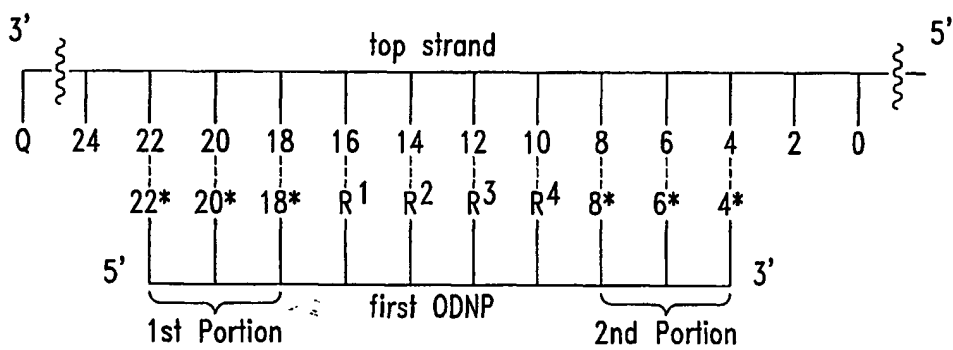 3' 5'
top strand
Q 24 22 20 18 16 14 12 10 8 6 4 2 0
22* 20* 18* R¹ R² R³ R⁴ 8* 6* 4*
5' 3'
first ODNP
1st Portion 2nd Portion